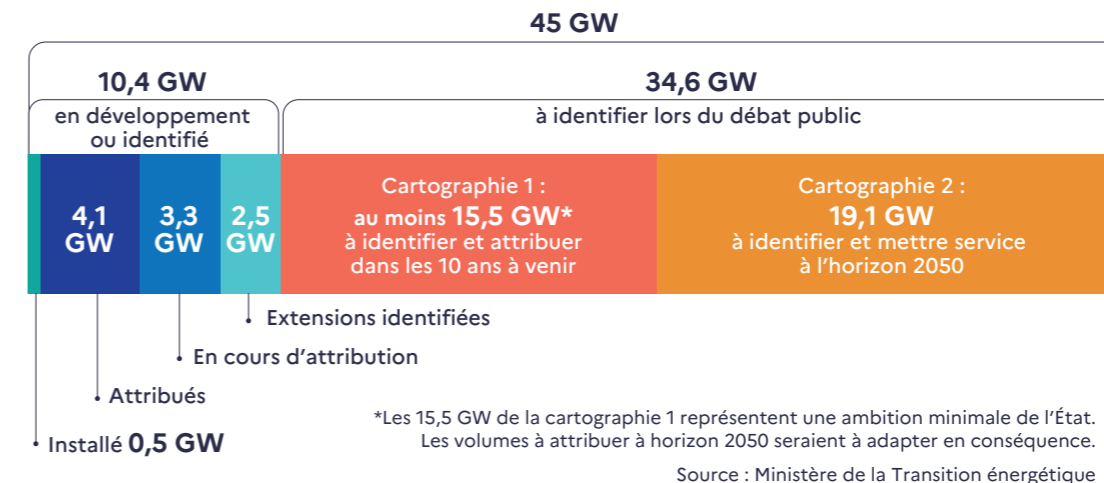 45 GW
10,4 GW
en développement
ou identifié
34,6 GW
à identifier lors du débat public
4,1
GW
3,3
GW
2,5
GW
Cartographie 1 :
au moins 15,5 GW*
à identifier et attribuer
dans les 10 ans à venir
Cartographie 2 :
19,1 GW
à identifier et mettre service
à l’horizon 2050
Extensions identifiées
En cours d’attribution
Attribués
Installé 0,5 GW
*Les 15,5 GW de la cartographie 1 représentent une ambition minimale de l’État.
Les volumes à attribuer à horizon 2050 seraient à adapter en conséquence.
Source : Ministère de la Transition énergétique